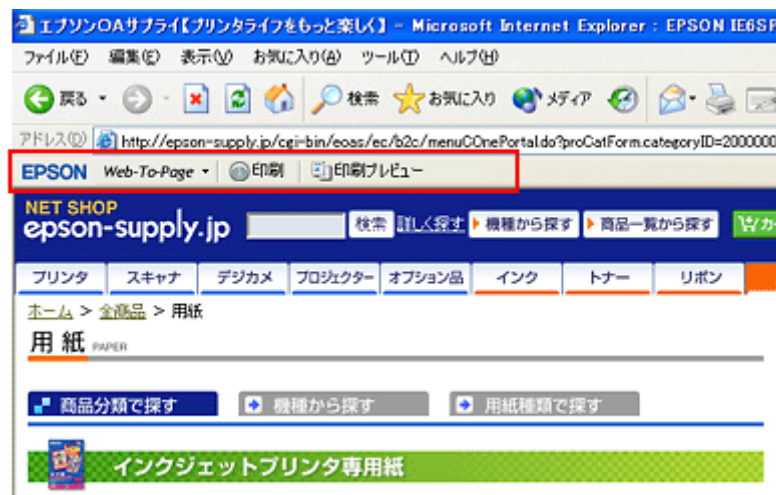 エプソンOAサプライ【プリンタライフをもっと楽しく】 - Microsoft Internet Explorer : EPSON IE6SP
ファイル(F) 編集(E) 表示(V) お気に入り(A) ツール(T) ヘルプ(H)
戻る 検索 お気に入り メディア
アドレス(D) http://epson-supply.jp/cgi-bin/eoas/ec/b2c/menuCOnePortal.do?proCatForm.categoryID=2000000
EPSON Web-To-Page 印刷 印刷プレビュー
NET SHOP
epson-supply.jp 検索 詳しく探す 機種から探す 商品一覧から探す カー
プリンタ スキャナ デジカメ プロジェクター オプション品 インク トナー リボン
ホーム > 全商品 > 用紙
用 紙 PAPER
商品分類で探す 機種から探す 用紙種類で探す
インクジェットプリンタ専用紙